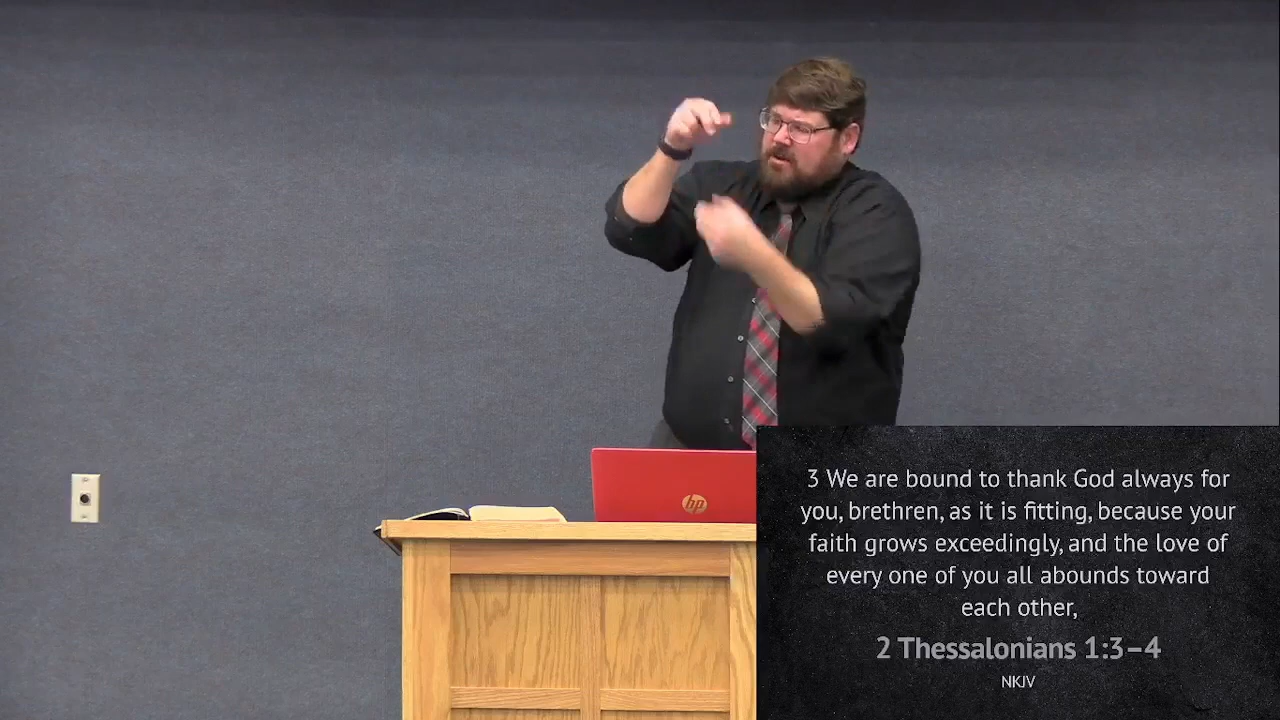 hp
3 We are bound to thank God always for
you, brethren, as it is fitting, because your
faith grows exceedingly, and the love of
every one of you all abounds toward
each other,
2 Thessalonians 1:3–4
NKJV